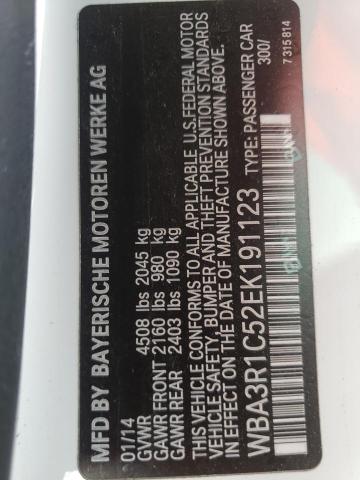 MFD BY BAYERISCHE MOTOREN WERKE AG
01/14
GVWR 4508 lbs 2045 kg
GAWR FRONT 2160 lbs 980 kg
GAWR REAR 2403 lbs 1090 kg
THIS VEHICLE CONFORMS TO ALL APPLICABLE U.S.FEDERAL MOTOR
VEHICLE SAFETY, BUMPER AND THEFT PREVENTION STANDARDS
IN EFFECT ON THE DATE OF MANUFACTURE SHOWN ABOVE.
WBA3R1C52EK191123 TYPE: PASSENGER CAR
300/
7 315 814